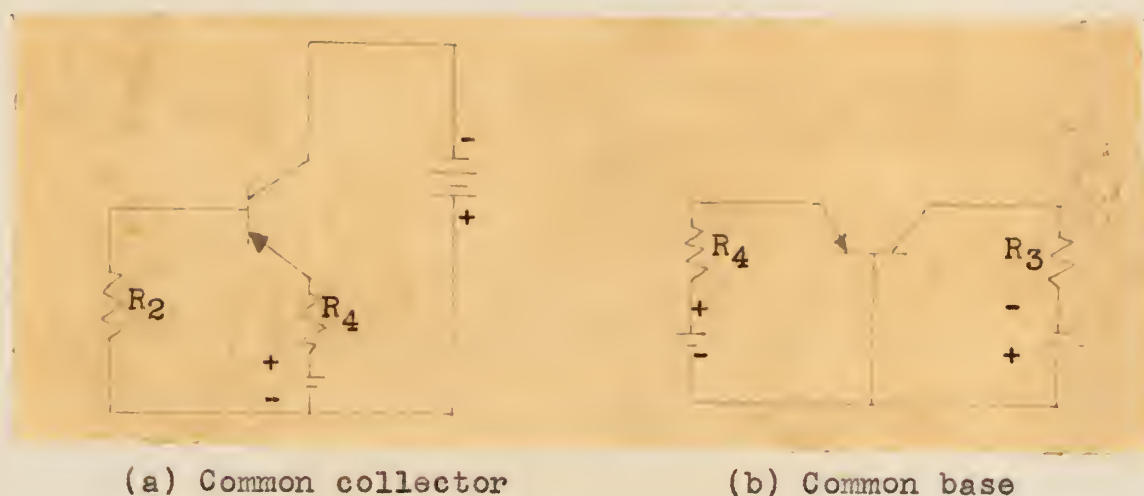 -
+
R2
R4
+
-
R4
+
-
R3
-
+
(a) Common collector
(b) Common base